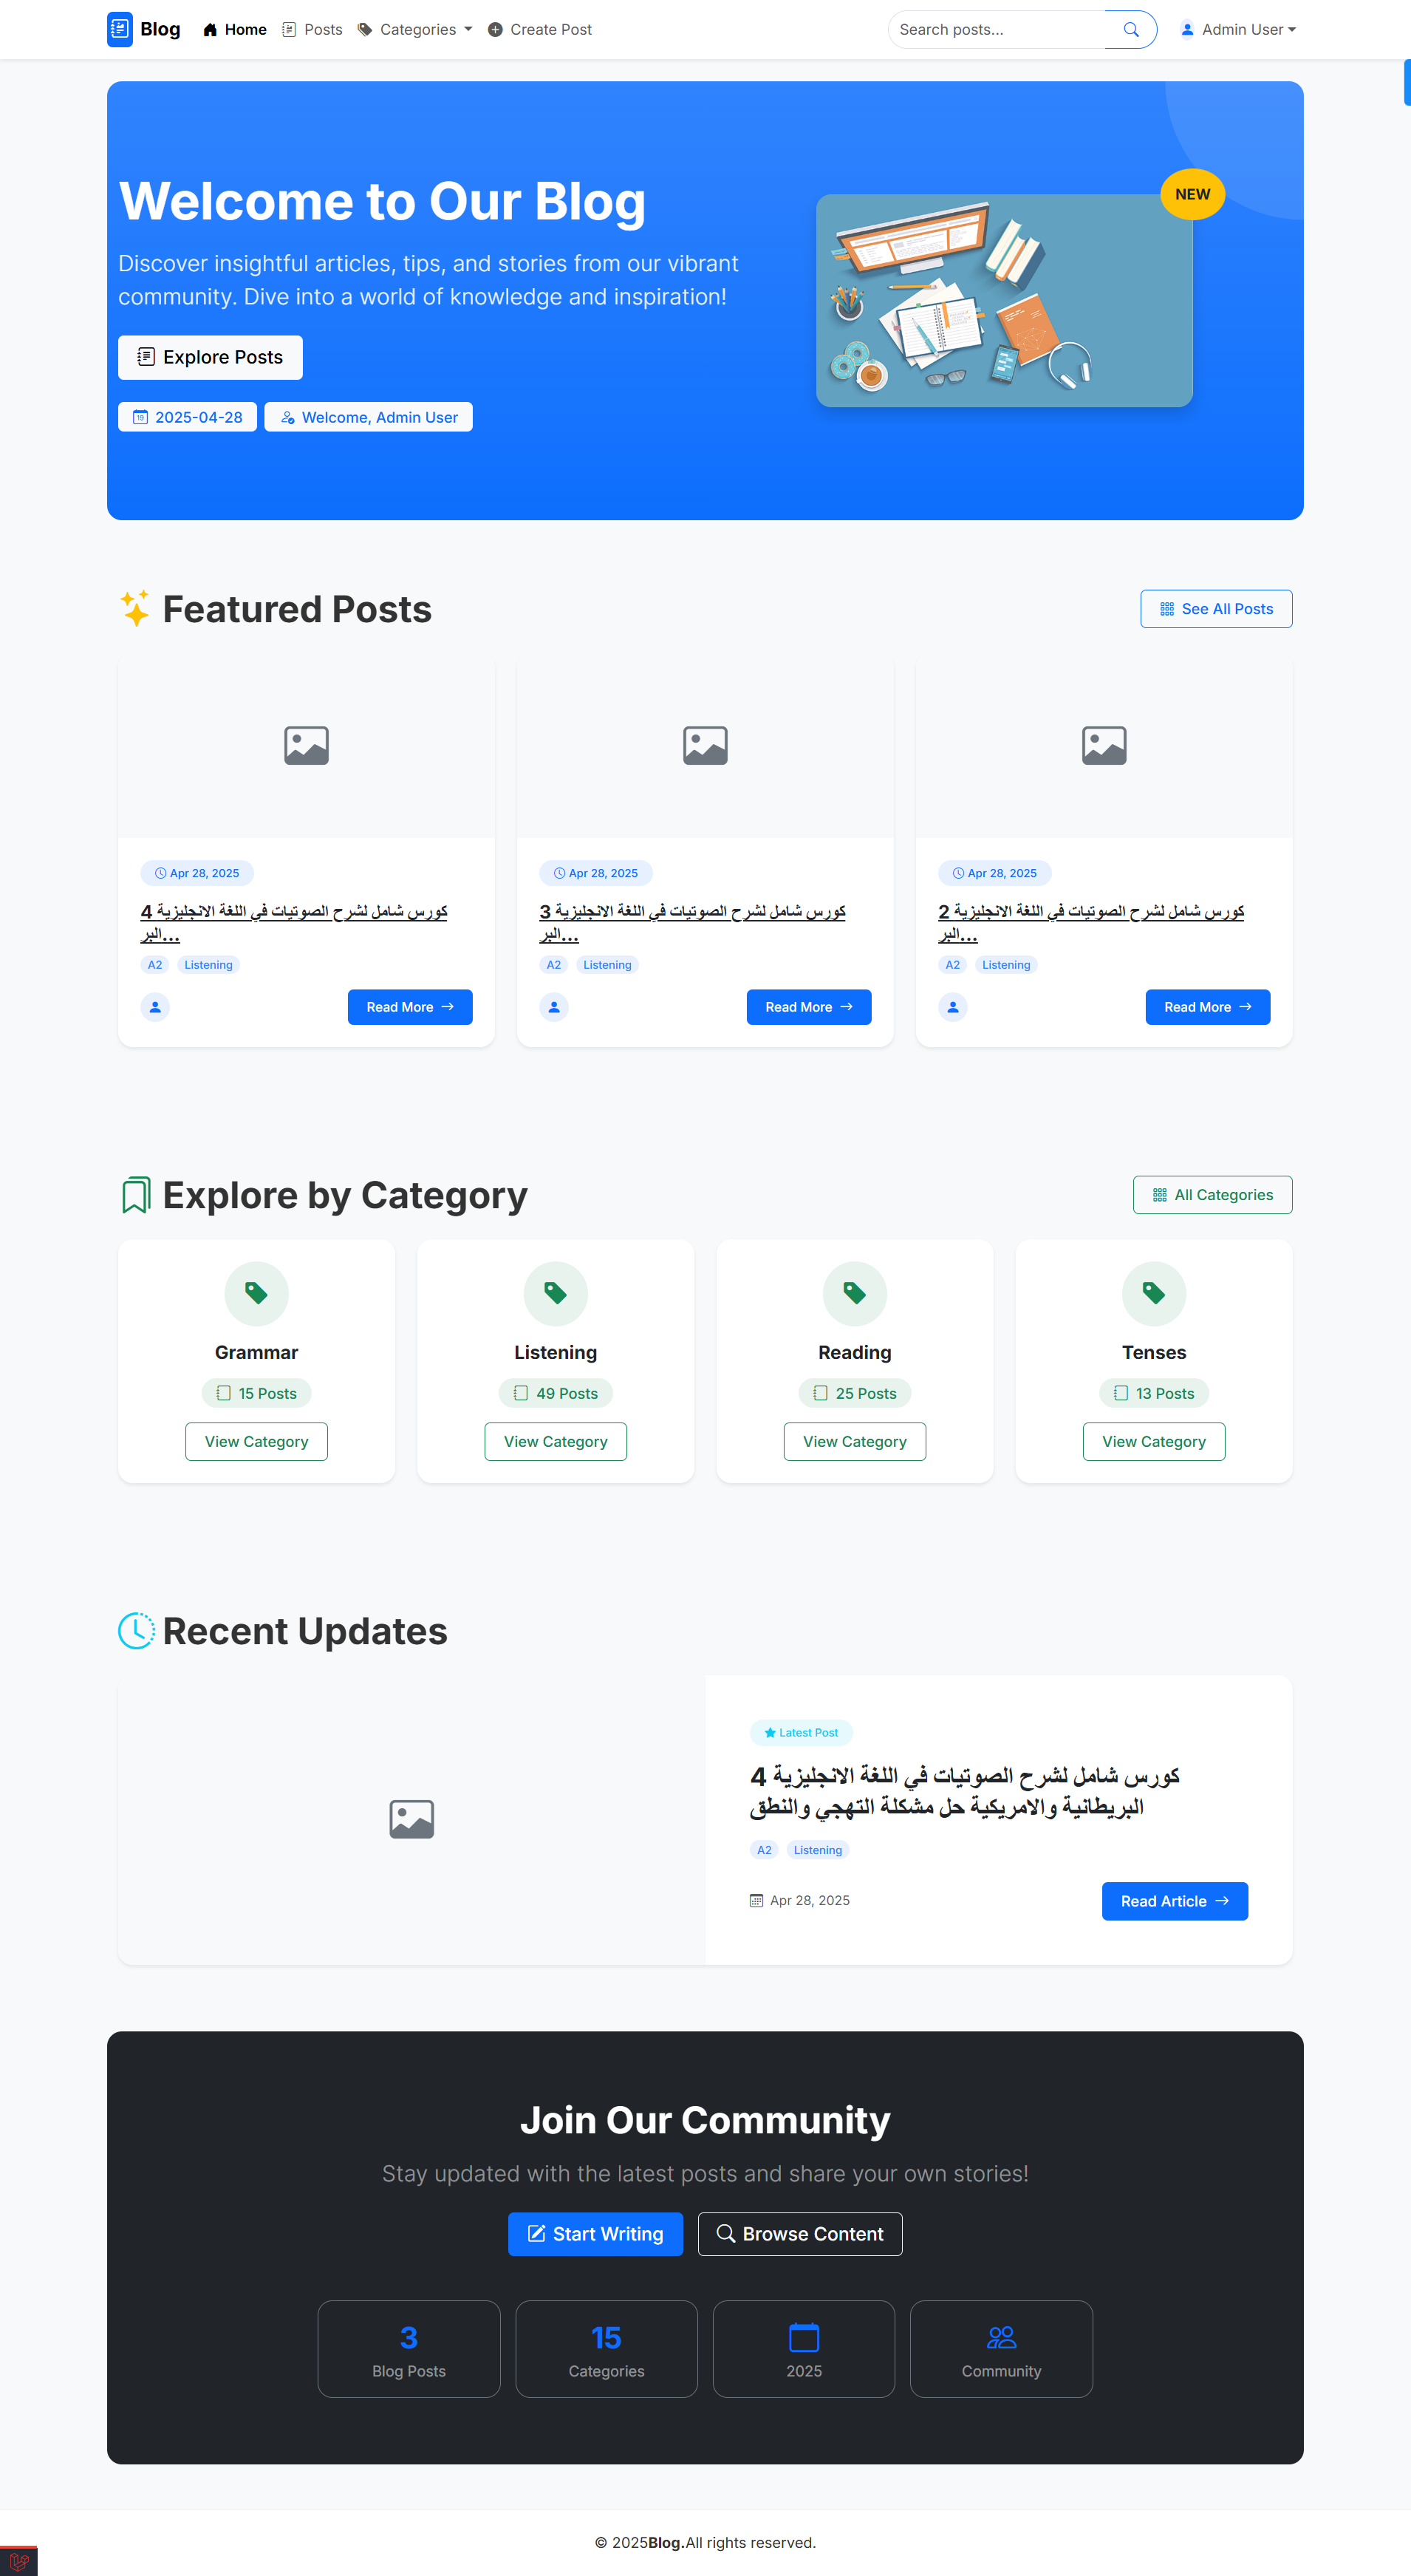 Blog Home Posts Categories Create Post Search posts... Admin User
Welcome to Our Blog
NEW
Discover insightful articles, tips, and stories from our vibrant
community. Dive into a world of knowledge and inspiration!
Explore Posts
19 2025-04-28 Welcome, Admin User
Featured Posts See All Posts
Apr 28, 2025
4 كورس شامل لشرح الصوتيات في اللغة الانجليزية
البر...
A2 Listening
Read More →
Apr 28, 2025
3 كورس شامل لشرح الصوتيات في اللغة الانجليزية
البر...
A2 Listening
Read More →
Apr 28, 2025
2 كورس شامل لشرح الصوتيات في اللغة الانجليزية
البر...
A2 Listening
Read More →
Explore by Category All Categories
Grammar
15 Posts
View Category
Listening
49 Posts
View Category
Reading
25 Posts
View Category
Tenses
13 Posts
View Category
Recent Updates
Latest Post
4 كورس شامل لشرح الصوتيات في اللغة الانجليزية
البريطانية والامريكية حل مشكلة التهجي والنطق
A2 Listening
Apr 28, 2025 Read Article →
Join Our Community
Stay updated with the latest posts and share your own stories!
Start Writing Browse Content
3
Blog Posts
15
Categories
2025
Community
© 2025Blog.All rights reserved.